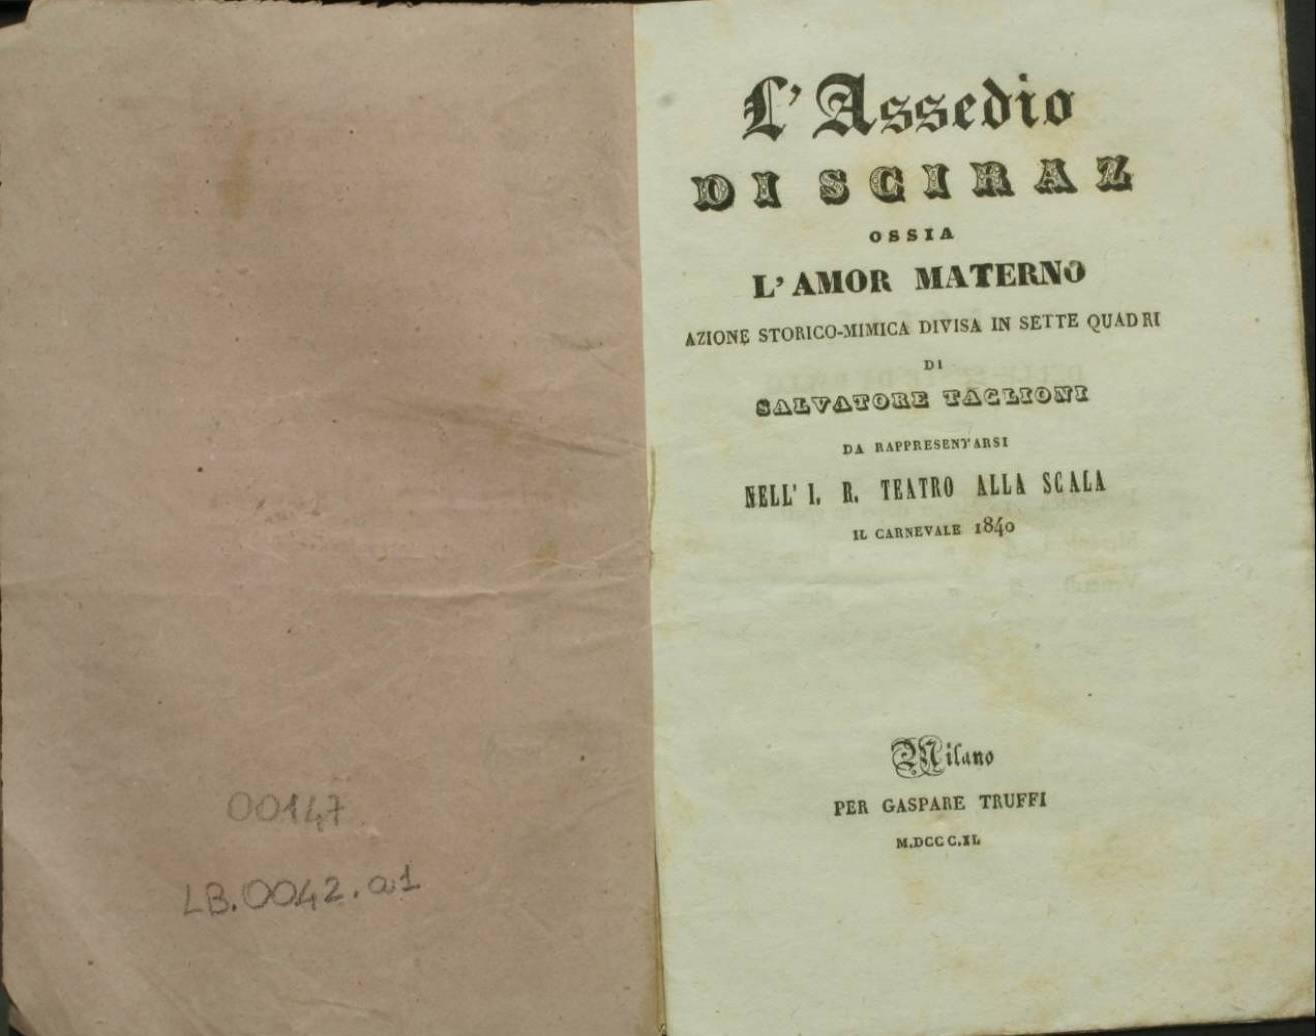 00147
LB.0042.a1
L'Assedio
DI SCIRAZ
OSSIA
L'AMOR MATERNO
AZIONE STORICO-MIMICA DIVISA IN SETTE QUADRI
DI
SALVATORE TAGLIONI
DA RAPPRESENTARSI
NELL' I. R. TEATRO ALLA SCALA
IL CARNEVALE 1840
Milano
PER GASPARE TRUFFI
M.DCCC.XL